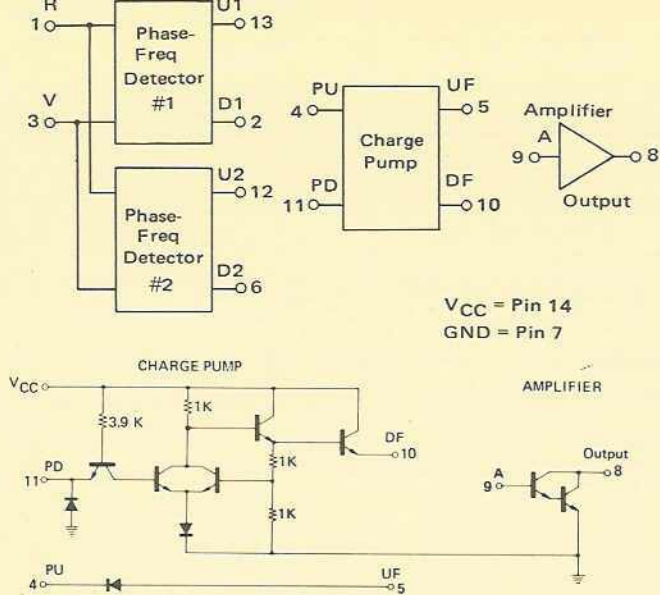 R
1
U1
13
Phase-
Freq
Detector
#1
V
3
D1
2
U2
12
Phase-
Freq
Detector
#2
D2
6
PU
4
UF
5
Charge
Pump
PD
11
DF
10
Amplifier
A
9
8
Output
VCC = Pin 14
GND = Pin 7
CHARGE PUMP
VCC
3.9 K
1K
PD
11
1K
1K
DF
10
PU
4
UF
5
AMPLIFIER
A
9
Output
8